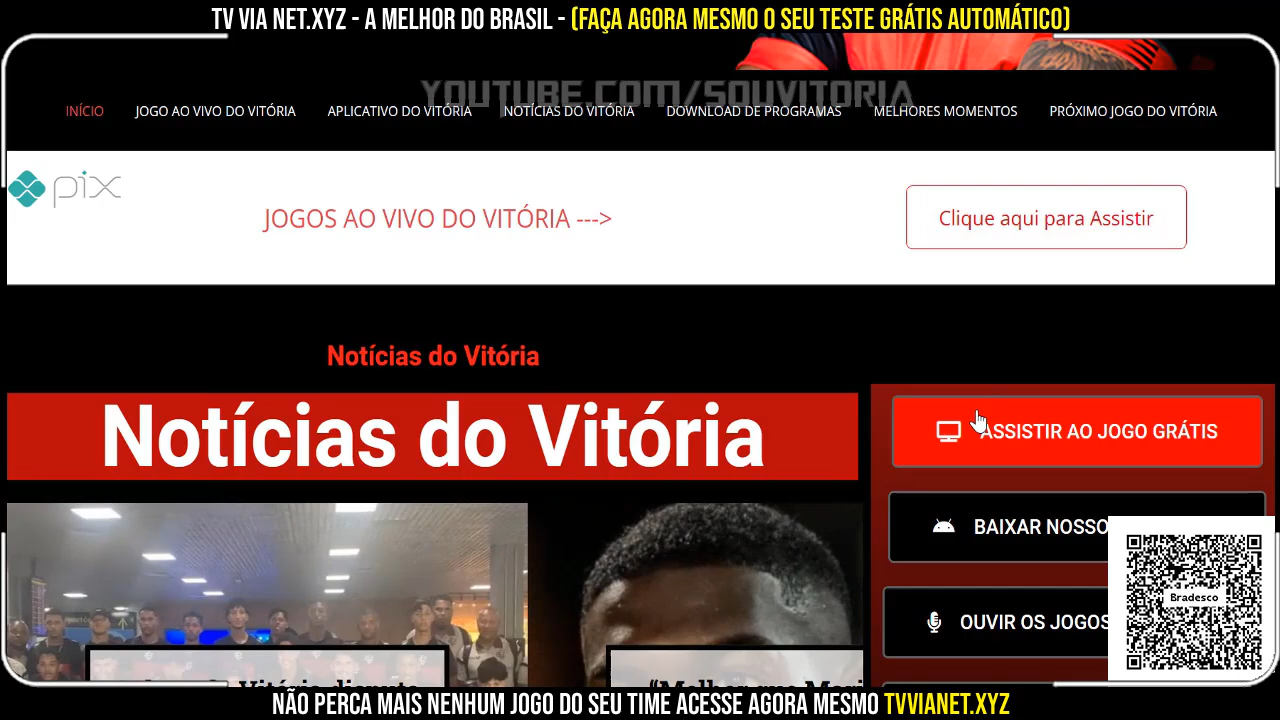 TV VIA NET.XYZ - A MELHOR DO BRASIL - (FAÇA AGORA MESMO O SEU TESTE GRÁTIS AUTOMÁTICO)
YOUTUBE.COM/SOUVITORIA
INÍCIO JOGO AO VIVO DO VITÓRIA APLICATIVO DO VITÓRIA NOTÍCIAS DO VITÓRIA DOWNLOAD DE PROGRAMAS MELHORES MOMENTOS PRÓXIMO JOGO DO VITÓRIA
pix
JOGOS AO VIVO DO VITÓRIA --->
Clique aqui para Assistir
Notícias do Vitória
Notícias do Vitória
ASSISTIR AO JOGO GRÁTIS
BAIXAR NOSSO
OUVIR OS JOGOS
Bradesco
NÃO PERCA MAIS NENHUM JOGO DO SEU TIME ACESSE AGORA MESMO TVVIANET.XYZ